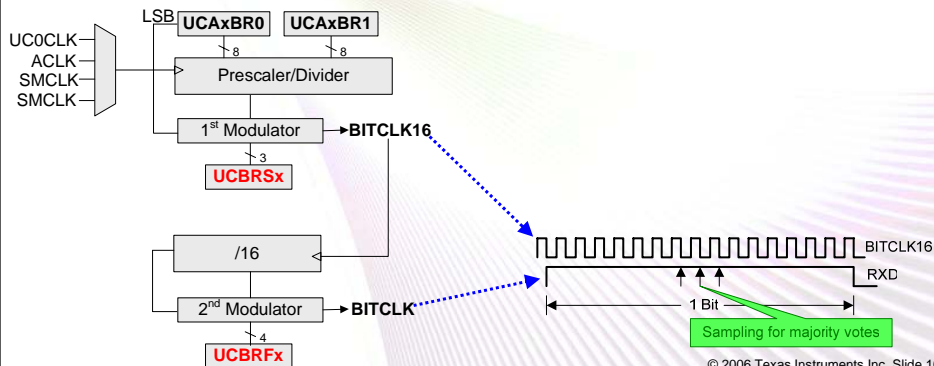 LSB
UCAxBR0
UCAxBR1
UC0CLK
ACLK
SMCLK
SMCLK
8
8
Prescaler/Divider
1st Modulator
BITCLK16
3
UCBRSx
/16
BITCLK16
RXD
1 Bit
2nd Modulator
BITCLK
Sampling for majority votes
4
UCBRFx
© 2006 Texas Instruments Inc, Slide 1